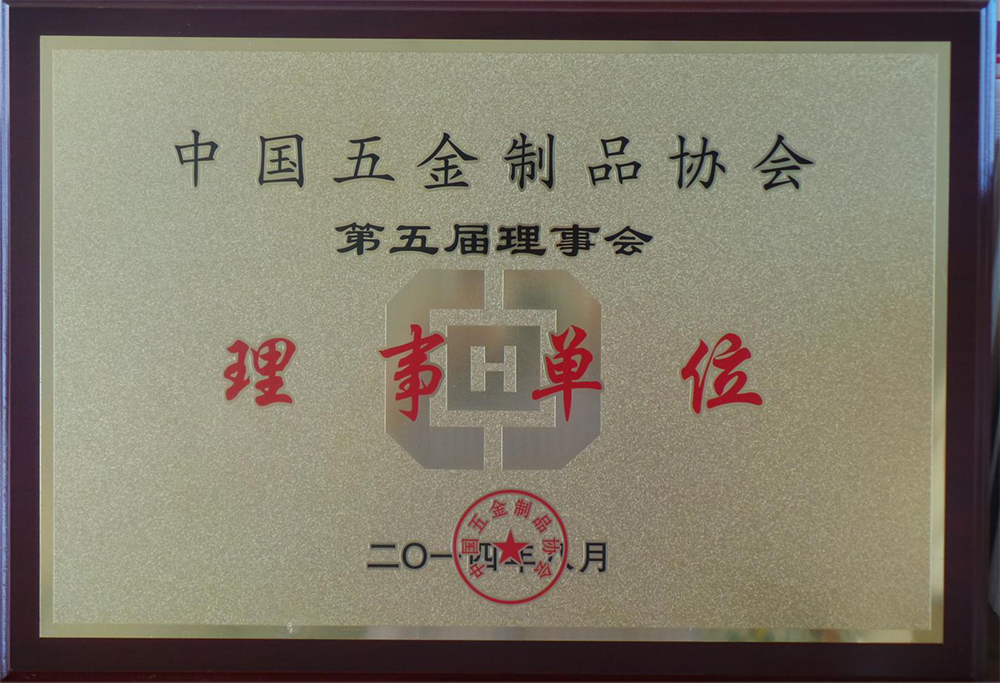 中国五金制品协会
第五届理事会
H
理事单位
二〇一四年八月
中国五金制品协会